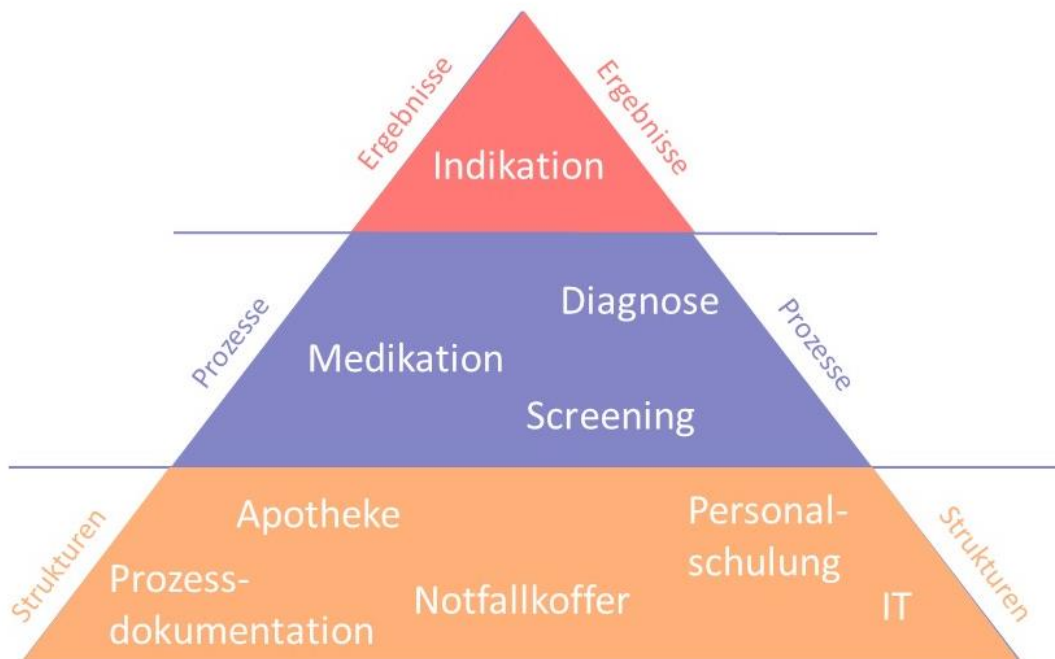 Ergebnisse
Ergebnisse
Indikation
Prozesse
Prozesse
Diagnose
Medikation
Screening
Strukturen
Strukturen
Apotheke
Personal-
schulung
Prozess-
dokumentation
Notfallkoffer
IT